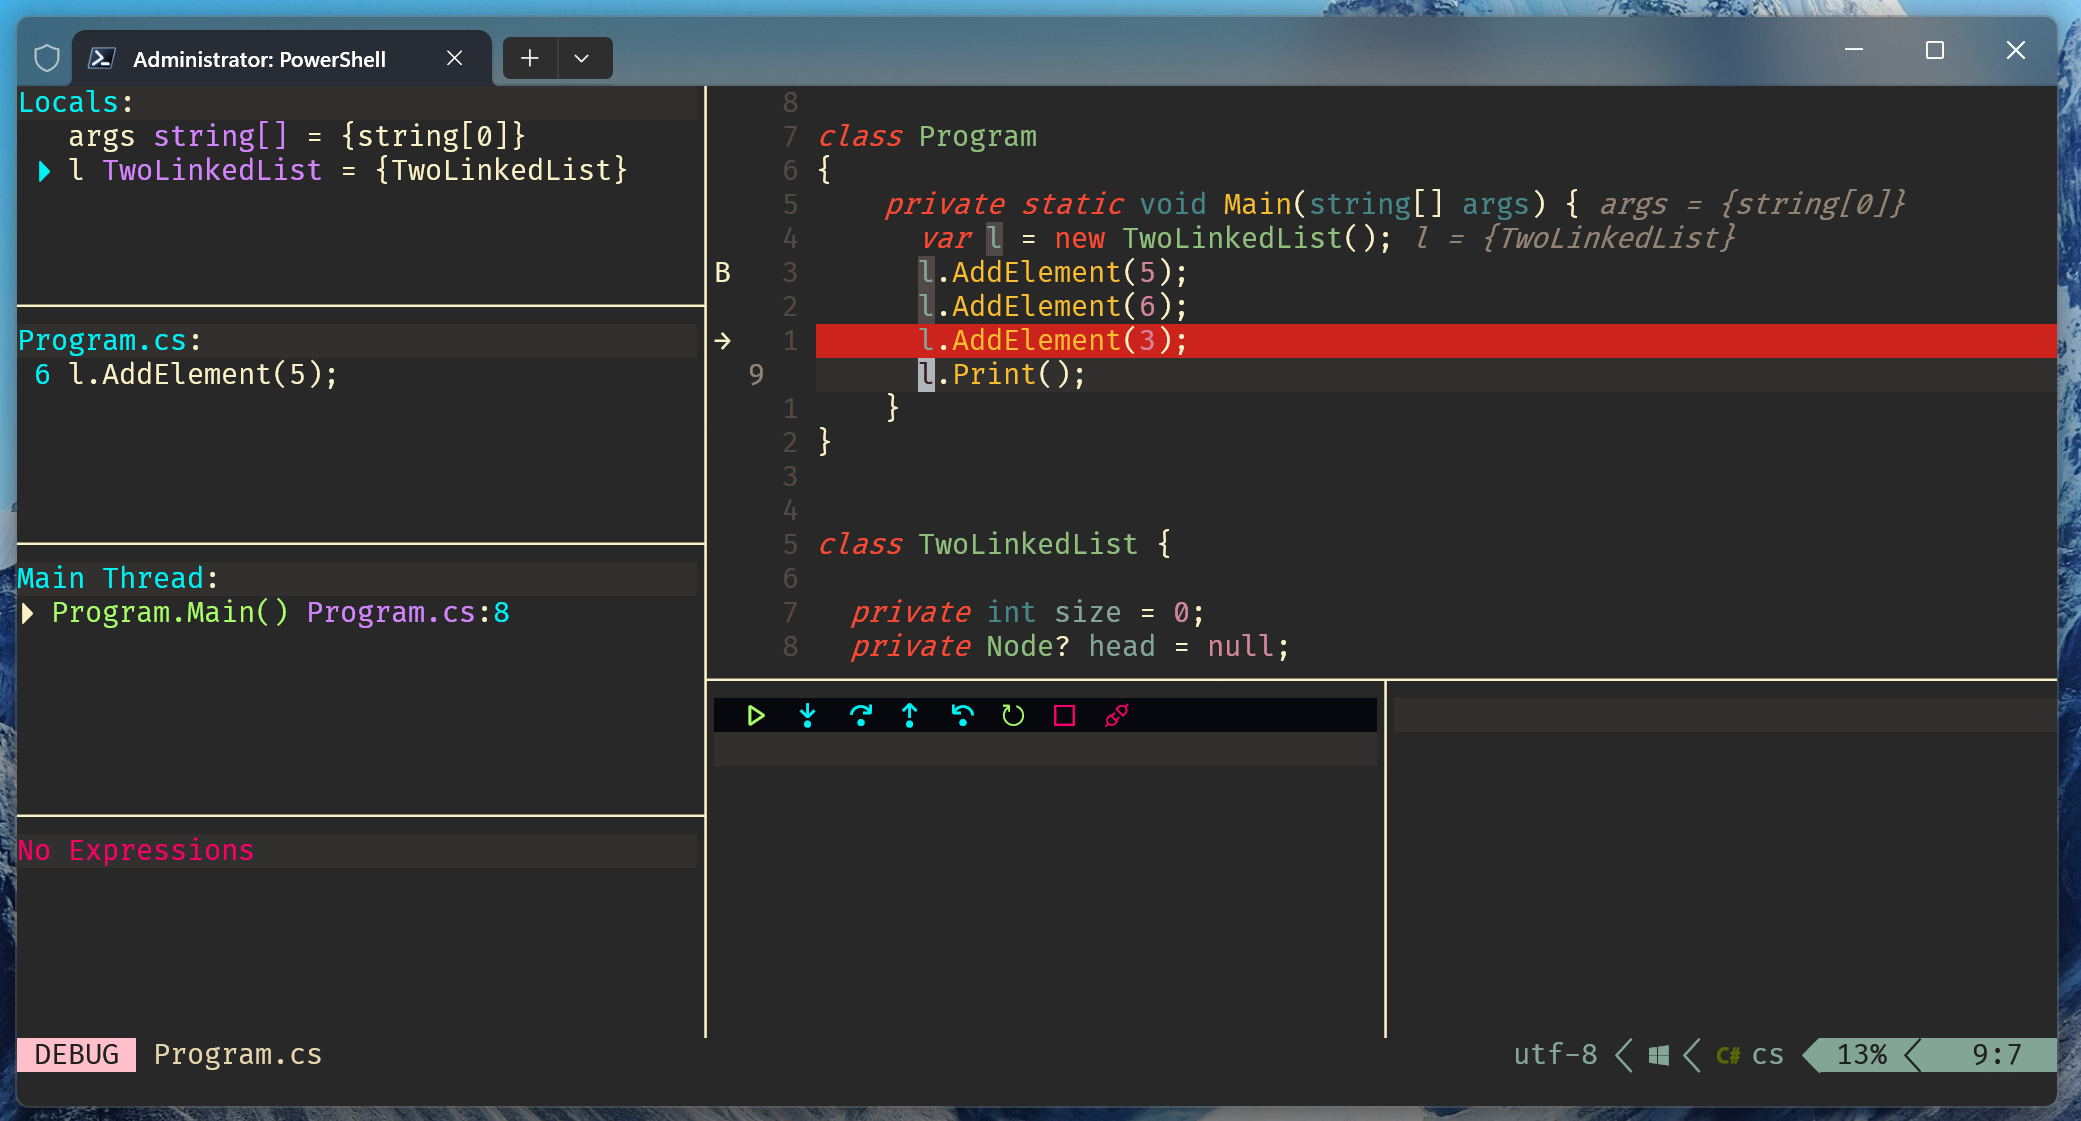 Administrator: PowerShell
Locals:
args string[] = {string[0]}
l TwoLinkedList = {TwoLinkedList}
Program.cs:
6 l.AddElement(5);
Main Thread:
Program.Main() Program.cs:8
No Expressions
8
7 class Program
6 {
5 private static void Main(string[] args) { args = {string[0]}
4 var l = new TwoLinkedList(); l = {TwoLinkedList}
B 3 l.AddElement(5);
2 l.AddElement(6);
→ 1 l.AddElement(3);
9 l.Print();
1 }
2 }
3
4
5 class TwoLinkedList {
6
7 private int size = 0;
8 private Node? head = null;
DEBUG Program.cs
utf-8 C# cs 13% 9:7